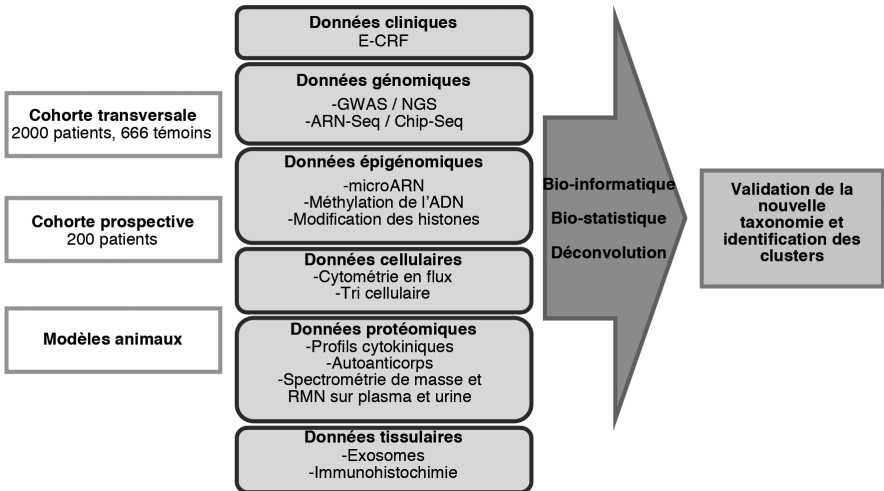 Cohorte transversale
2000 patients, 666 témoins
Cohorte prospective
200 patients
Modèles animaux
Données cliniques
E-CRF
Données génomiques
-GWAS / NGS
-ARN-Seq / Chip-Seq
Données épigénomiques
-microARN
-Méthylation de l’ADN
-Modification des histones
Données cellulaires
-Cytométrie en flux
-Tri cellulaire
Données protéomiques
-Profils cytokiniques
-Autoanticorps
-Spectrométrie de masse et
RMN sur plasma et urine
Données tissulaires
-Exosomes
-Immunohistochimie
Bio-informatique
Bio-statistique
Déconvolution
Validation de la
nouvelle
taxonomie et
identification des
clusters